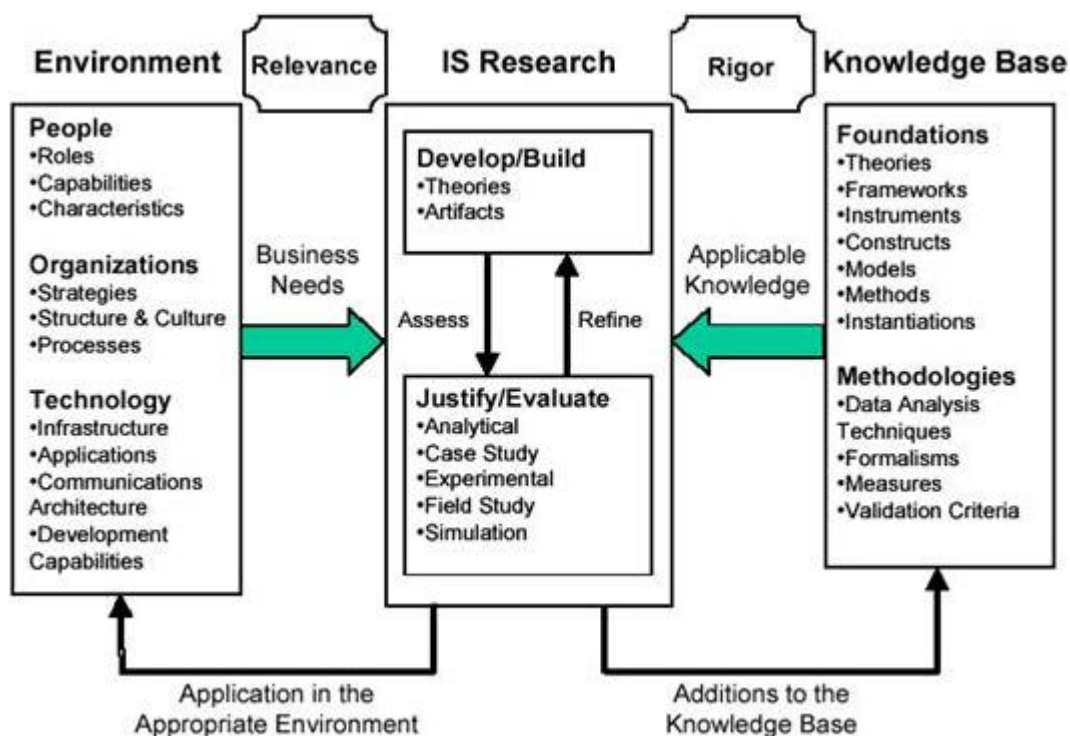 Environment
Relevance
IS Research
Rigor
Knowledge Base
People
•Roles
•Capabilities
•Characteristics
Organizations
•Strategies
•Structure & Culture
•Processes
Technology
•Infrastructure
•Applications
•Communications
Architecture
•Development
Capabilities
Business
Needs
Develop/Build
•Theories
•Artifacts
Assess
Refine
Justify/Evaluate
•Analytical
•Case Study
•Experimental
•Field Study
•Simulation
Applicable
Knowledge
Foundations
•Theories
•Frameworks
•Instruments
•Constructs
•Models
•Methods
•Instantiations
Methodologies
•Data Analysis
Techniques
•Formalisms
•Measures
•Validation Criteria
Application in the
Appropriate Environment
Additions to the
Knowledge Base